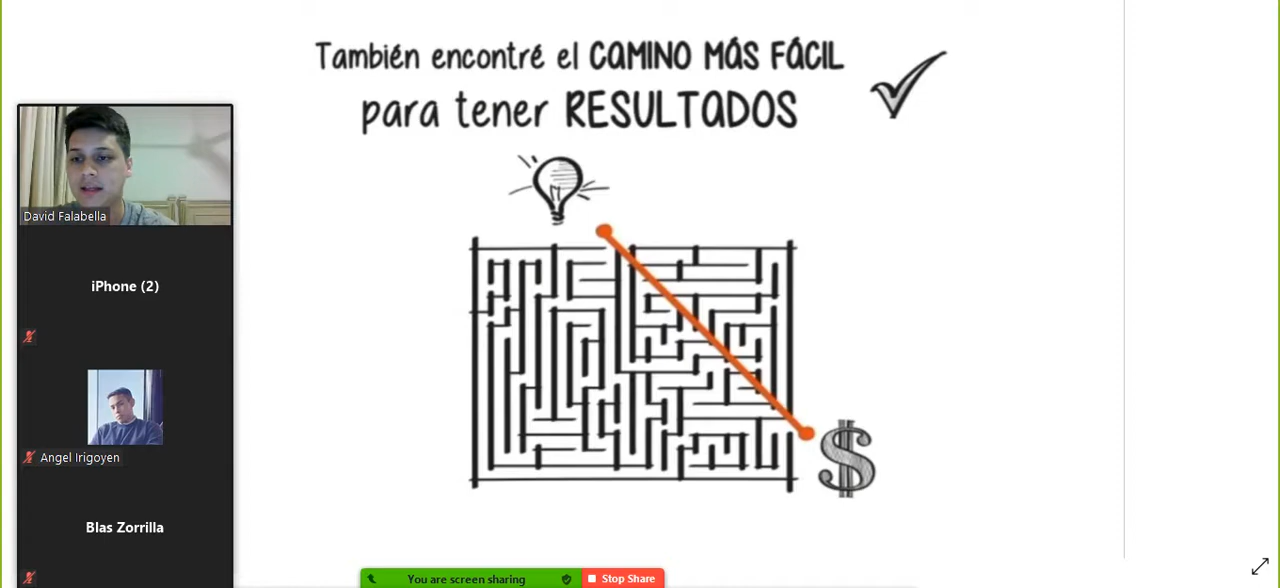 También encontré el CAMINO MÁS FÁCIL
para tener RESULTADOS
$
David Falabella
iPhone (2)
Angel Irigoyen
Blas Zorrilla
You are screen sharing
Stop Share